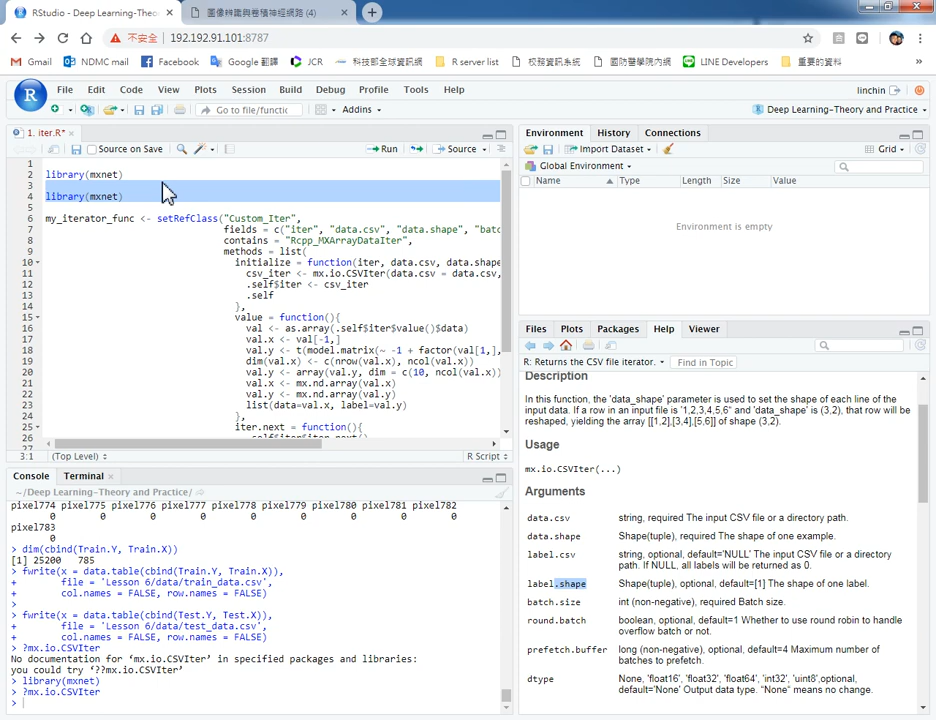 RStudio - Deep Learning-Theo
圖像辨識與卷積神經網路 (4)
不安全
192.192.91.101:8787
Gmail
NDMC mail
Facebook
Google 翻譯
JCR
科技部全球資訊網
R server list
校務資訊系統
國防醫學院內網
LINE Developers
重要的資料
»
R
File Edit Code View Plots Session Build Debug Profile Tools Help
linchin
Go to file/functic
Addins
Deep Learning-Theory and Practice
1. iter.R*
Source on Save
Run
Source
1
2 library(mxnet)
3
4 library(mxnet)
5
6 my_iterator_func <- setRefClass("Custom_Iter",
7 fields = c("iter", "data.csv", "data.shape", "batc
8 contains = "Rcpp_MXArrayDataIter",
9 methods = list(
10 initialize = function(iter, data.csv, data.shape
11 csv_iter <- mx.io.CSVIter(data.csv = data.csv,
12 .self$iter <- csv_iter
13 .self
14 },
15 value = function(){
16 val <- as.array(.self$iter$value()$data)
17 val.x <- val[-1,]
18 val.y <- t(model.matrix(~ -1 + factor(val[1,],
19 dim(val.x) <- c(nrow(val.x), ncol(val.x))
20 val.y <- array(val.y, dim = c(10, ncol(val.x))
21 val.x <- mx.nd.array(val.x)
22 val.y <- mx.nd.array(val.y)
23 list(data=val.x, label=val.y)
24 },
25 iter.next = function(){
26 .self$iter$iter.next()
27
3:1 (Top Level) R Script
Console Terminal
~/Deep Learning-Theory and Practice/
pixel774 pixel775 pixel776 pixel777 pixel778 pixel779 pixel780 pixel781 pixel782
0 0 0 0 0 0 0 0 0
pixel783
0
> dim(cbind(Train.Y, Train.X))
[1] 25200 785
> fwrite(x = data.table(cbind(Train.Y, Train.X)),
+ file = 'Lesson 6/data/train_data.csv',
+ col.names = FALSE, row.names = FALSE)
>
> fwrite(x = data.table(cbind(Test.Y, Test.X)),
+ file = 'Lesson 6/data/test_data.csv',
+ col.names = FALSE, row.names = FALSE)
> ?mx.io.CSVIter
No documentation for ‘mx.io.CSVIter’ in specified packages and libraries:
you could try ‘??mx.io.CSVIter’
> library(mxnet)
> ?mx.io.CSVIter
>
Environment History Connections
Import Dataset
Grid
Global Environment
Name Type Length Size Value
Environment is empty
Files Plots Packages Help Viewer
R: Returns the CSV file iterator.
Find in Topic
Description
In this function, the 'data_shape' parameter is used to set the shape of each line of the
input data. If a row in an input file is '1,2,3,4,5,6" and 'data_shape' is (3,2), that row will be
reshaped, yielding the array [[1,2],[3,4],[5,6]] of shape (3,2).
Usage
mx.io.CSVIter(...)
Arguments
data.csv string, required The input CSV file or a directory path.
data.shape Shape(tuple), required The shape of one example.
label.csv string, optional, default='NULL' The input CSV file or a directory
path. If NULL, all labels will be returned as 0.
label.shape Shape(tuple), optional, default=[1] The shape of one label.
batch.size int (non-negative), required Batch size.
round.batch boolean, optional, default=1 Whether to use round robin to handle
overflow batch or not.
prefetch.buffer long (non-negative), optional, default=4 Maximum number of
batches to prefetch.
dtype None, 'float16', 'float32', 'float64', 'int32', 'uint8',optional,
default='None' Output data type. "None" means no change.